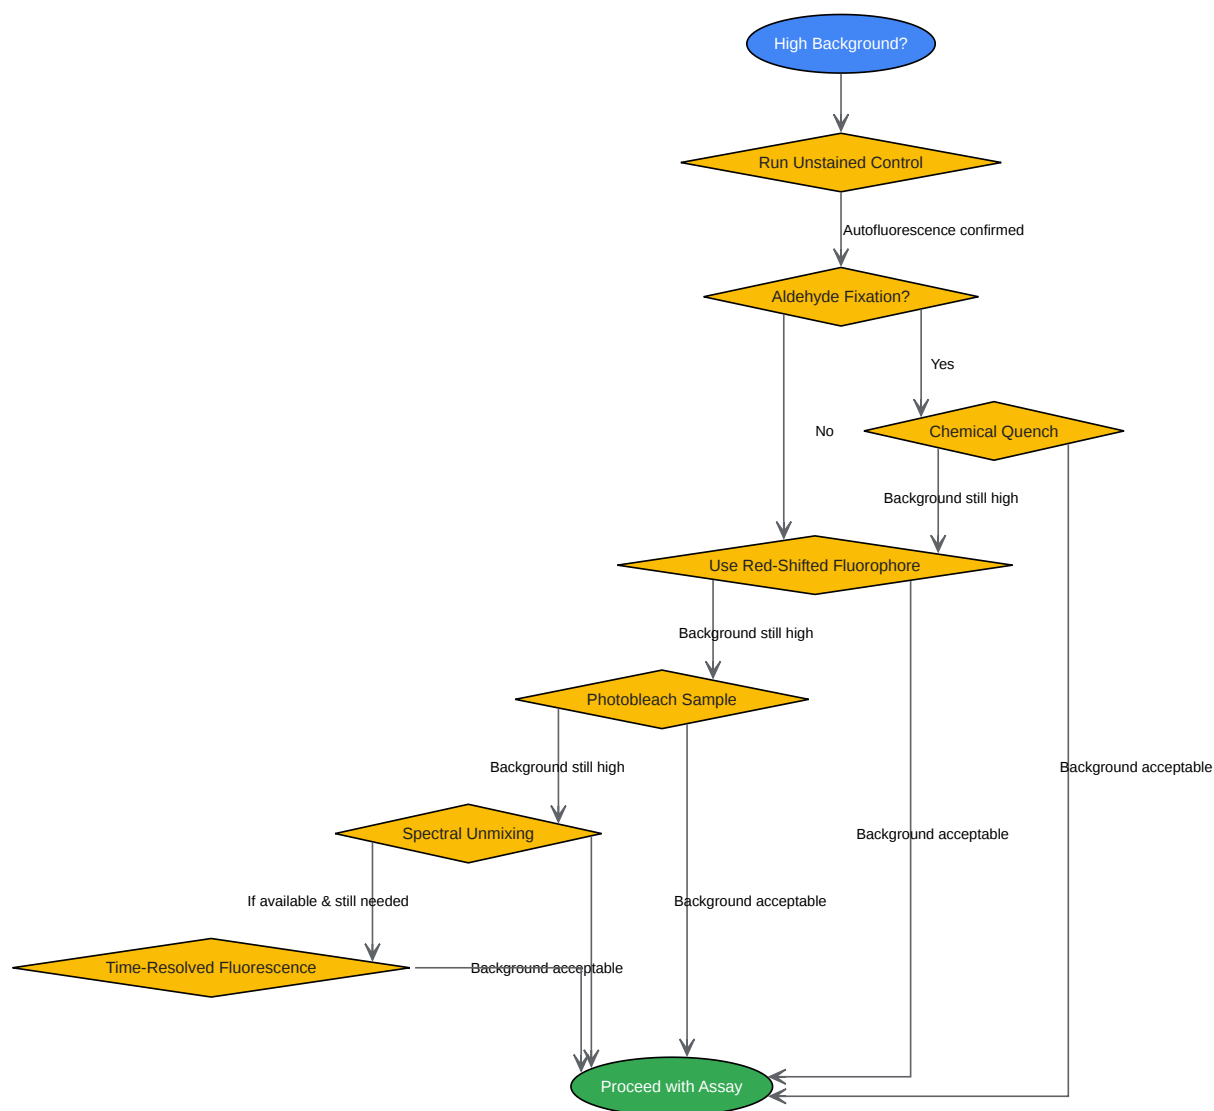 High Background?
Run Unstained Control
Autofluorescence confirmed
Aldehyde Fixation?
Yes
No
Chemical Quench
Background still high
Use Red-Shifted Fluorophore
Background still high
Photobleach Sample
Background still high
Background acceptable
Spectral Unmixing
Background acceptable
If available & still needed
Background acceptable
Time-Resolved Fluorescence
Background acceptable
Proceed with Assay